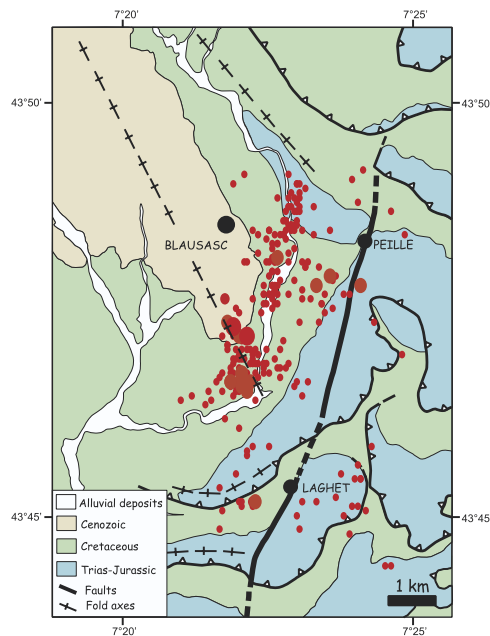 7°20' 7°25'
43°50' 43°50
BLAUSASC
PEILLE
LAGHET
Alluvial deposits
Cenozoic
43°45' 43°45
Cretaceous
Trias-Jurassic
Faults
Fold axes
1 km
7°20' 7°25'